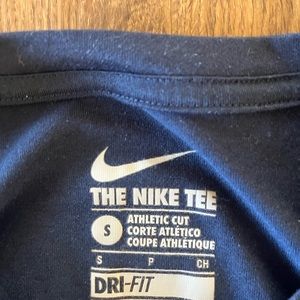 THE NIKE TEE
S
ATHLETIC CUT
CORTE ATLÉTICO
COUPE ATHLÉTIQUE
S P CH
DRI-FIT